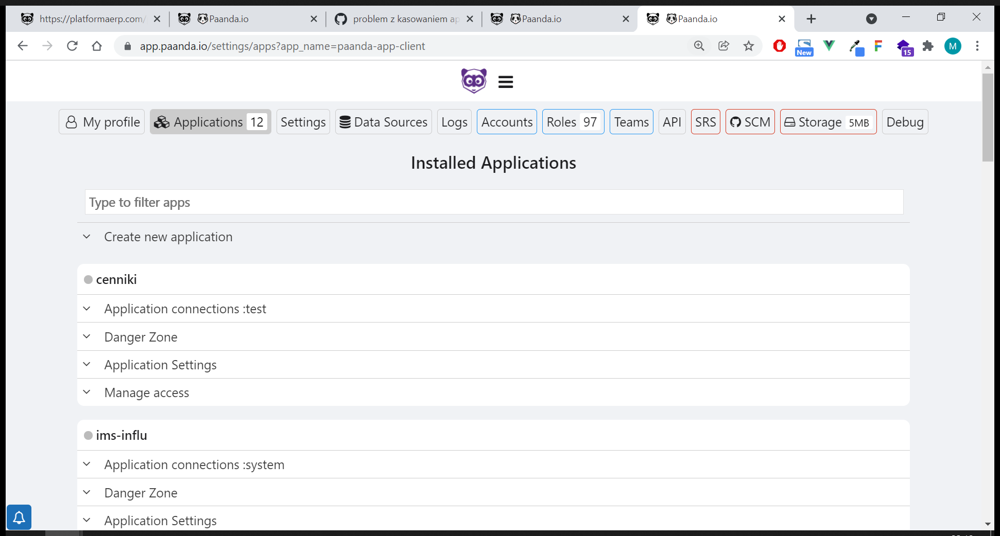 https://platformaerp.com/
Paanda.io
problem z kasowaniem ap
Paanda.io
Paanda.io
app.paanda.io/settings/apps?app_name=paanda-app-client
New
15
M
My profile
Applications 12
Settings
Data Sources
Logs
Accounts
Roles 97
Teams
API
SRS
SCM
Storage 5MB
Debug
Installed Applications
Type to filter apps
Create new application
cenniki
Application connections :test
Danger Zone
Application Settings
Manage access
ims-influ
Application connections :system
Danger Zone
Application Settings